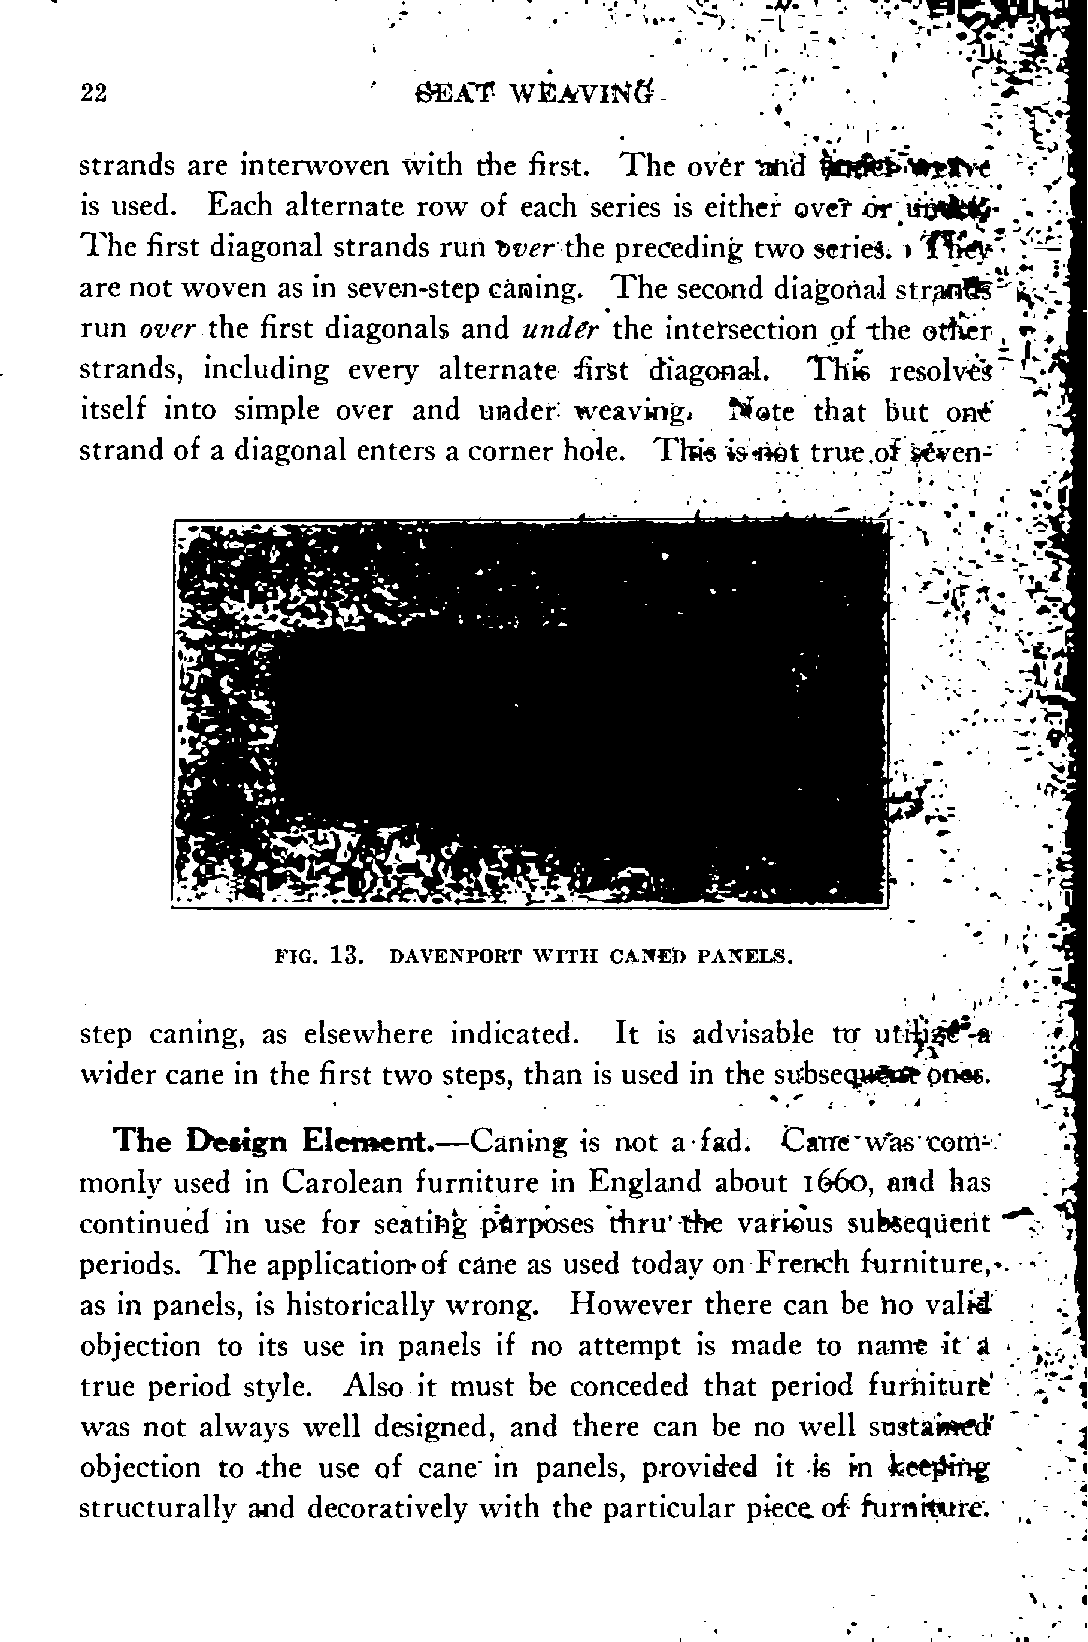 22 SEAT WEAVING
strands are interwoven with the first. The over and under weave
is used. Each alternate row of each series is either over or under.
The first diagonal strands run over the preceding two series. They
are not woven as in seven-step caning. The second diagonal strands
run over the first diagonals and under the intersection of the other
strands, including every alternate first diagonal. This resolves
itself into simple over and under weaving. Note that but one
strand of a diagonal enters a corner hole. This is not true of seven-
FIG. 13. DAVENPORT WITH CANED PANELS.
step caning, as elsewhere indicated. It is advisable to utilize a
wider cane in the first two steps, than is used in the subsequent ones.
The Design Element.—Caning is not a fad. Cane was com-
monly used in Carolean furniture in England about 1660, and has
continued in use for seating purposes thru the various subsequent
periods. The application of cane as used today on French furniture,
as in panels, is historically wrong. However there can be no valid
objection to its use in panels if no attempt is made to name it a
true period style. Also it must be conceded that period furniture
was not always well designed, and there can be no well sustained
objection to the use of cane in panels, provided it is in keeping
structurally and decoratively with the particular piece of furniture.